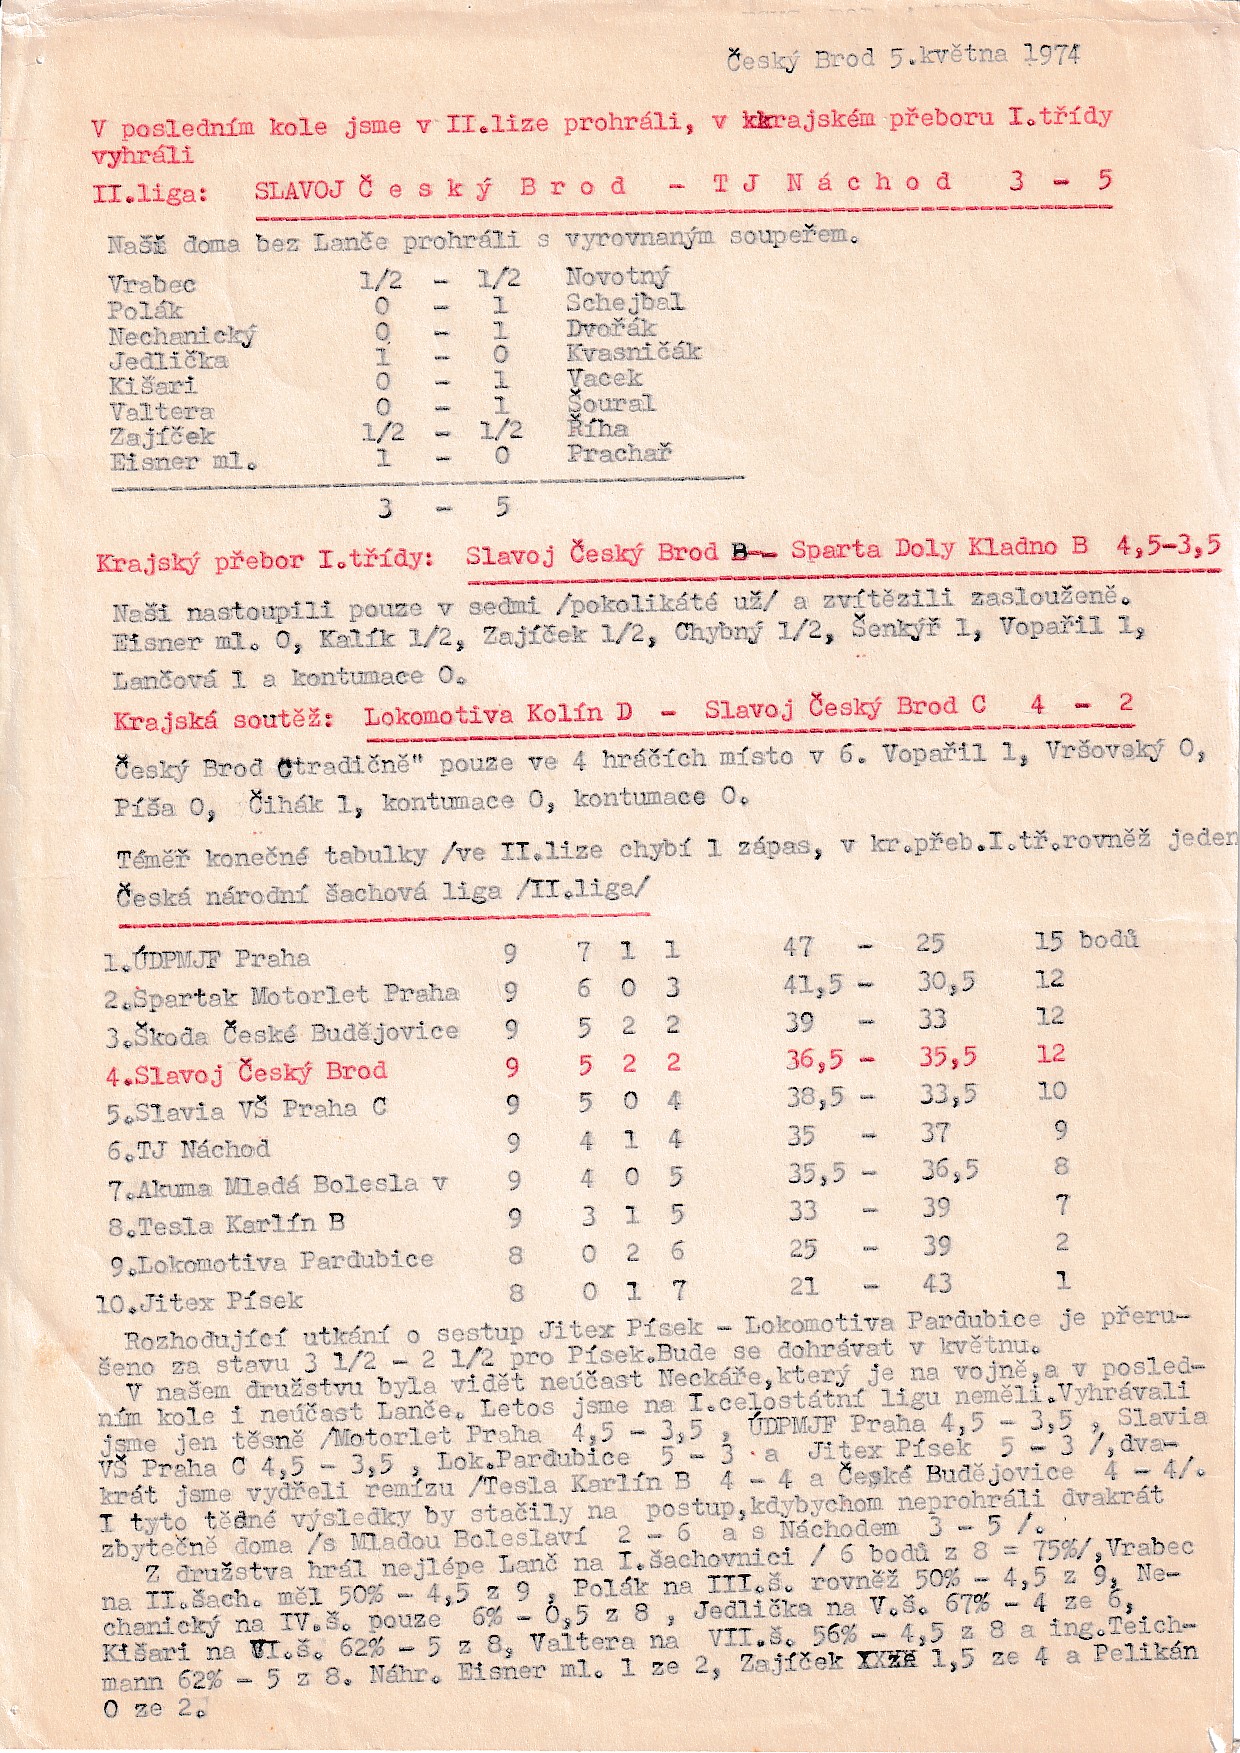 Český Brod 5.května 1974
V posledním kole jsme v II.lize prohráli, v kkrajském přeboru I.třídy
vyhráli
II.liga: SLAVOJ Č e s k ý B r o d - T J N á c h o d 3 - 5
Naši doma bez Lanče prohráli s vyrovnaným soupeřem.
Vrabec 1/2 - 1/2 Novotný
Polák 0 - 1 Schejbal
Nechanický 0 - 1 Dvořák
Jedlička 1 - 0 Kvasničák
Kišari 0 - 1 Vacek
Valtera 0 - 1 Šoural
Zajíček 1/2 - 1/2 Říha
Eisner ml. 1 - 0 Prachař
3 - 5
Krajský přebor I.třídy: Slavoj Český Brod B-- Sparta Doly Kladno B 4,5-3,5
Naši nastoupili pouze v sedmi /pokolikáté už/ a zvítězili zaslouženě.
Eisner ml. 0, Kalík 1/2, Zajíček 1/2, Chybný 1/2, Šenkýř 1, Vopařil 1,
Lančová 1 a kontumace 0.
Krajská soutěž: Lokomotiva Kolín D - Slavoj Český Brod C 4 - 2
Český Brod C"tradičně" pouze ve 4 hráčích místo v 6. Vopařil 1, Vršovský 0,
Píša 0, Čihák 1, kontumace 0, kontumace 0.
Téměř konečné tabulky /ve II.lize chybí 1 zápas, v kr.přeb.I.tř.rovněž jeden
Česká národní šachová liga /II.liga/
1.ÚDPMJF Praha 9 7 1 1 47 - 25 15 bodů
2.Spartak Motorlet Praha 9 6 0 3 41,5 - 30,5 12
3.Škoda České Budějovice 9 5 2 2 39 - 33 12
4.Slavoj Český Brod 9 5 2 2 36,5 - 35,5 12
5.Slavia VŠ Praha C 9 5 0 4 38,5 - 33,5 10
6.TJ Náchod 9 4 1 4 35 - 37 9
7.Akuma Mladá Bolesla v 9 4 0 5 35,5 - 36,5 8
8.Tesla Karlín B 9 3 1 5 33 - 39 7
9.Lokomotiva Pardubice 8 0 2 6 25 - 39 2
10.Jitex Písek 8 0 1 7 21 - 43 1
Rozhodující utkání o sestup Jitex Písek - Lokomotiva Pardubice je přeru-
šeno za stavu 3 1/2 - 2 1/2 pro Písek.Bude se dohrávat v květnu.
V našem družstvu byla vidět neúčast Neckáře,který je na vojně,a v posled-
ním kole i neúčast Lanče. Letos jsme na I.celostátní ligu neměli.Vyhrávali
jsme jen těsně /Motorlet Praha 4,5 - 3,5 , ÚDPMJF Praha 4,5 - 3,5 , Slavia
VŠ Praha C 4,5 - 3,5 , Lok.Pardubice 5 - 3 a Jitex Písek 5 - 3 /,dva-
krát jsme vydřeli remízu /Tesla Karlín B 4 - 4 a České Budějovice 4 - 4/.
I tyto těsné výsledky by stačily na postup,kdybychom neprohráli dvakrát
zbytečně doma /s Mladou Boleslaví 2 - 6 a s Náchodem 3 - 5 /.
Z družstva hrál nejlépe Lanč na I.šachovnici / 6 bodů z 8 = 75%/,Vrabec
na II.šach. měl 50% - 4,5 z 9 , Polák na III.š. rovněž 50% - 4,5 z 9, Ne-
chanický na IV.š. pouze 6% - 0,5 z 8 , Jedlička na V.š. 67% - 4 ze 6,
Kišari na VI.š. 62% - 5 z 8, Valtera na VII.š. 56% - 4,5 z 8 a ing.Teich-
mann 62% - 5 z 8. Náhr. Eisner ml. 1 ze 2, Zajíček 1,5 ze 4 a Pelikán
0 ze 2.